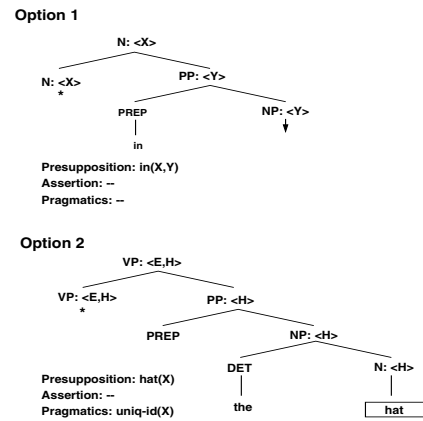 Option 1
N: <X>
N: <X> PP: <Y>
*
PREP NP: <Y>
in
Presupposition: in(X,Y)
Assertion: --
Pragmatics: --
Option 2
VP: <E,H>
VP: <E,H> PP: <H>
*
PREP NP: <H>
DET N: <H>
Presupposition: hat(X)
Assertion: --
Pragmatics: uniq-id(X)
the hat